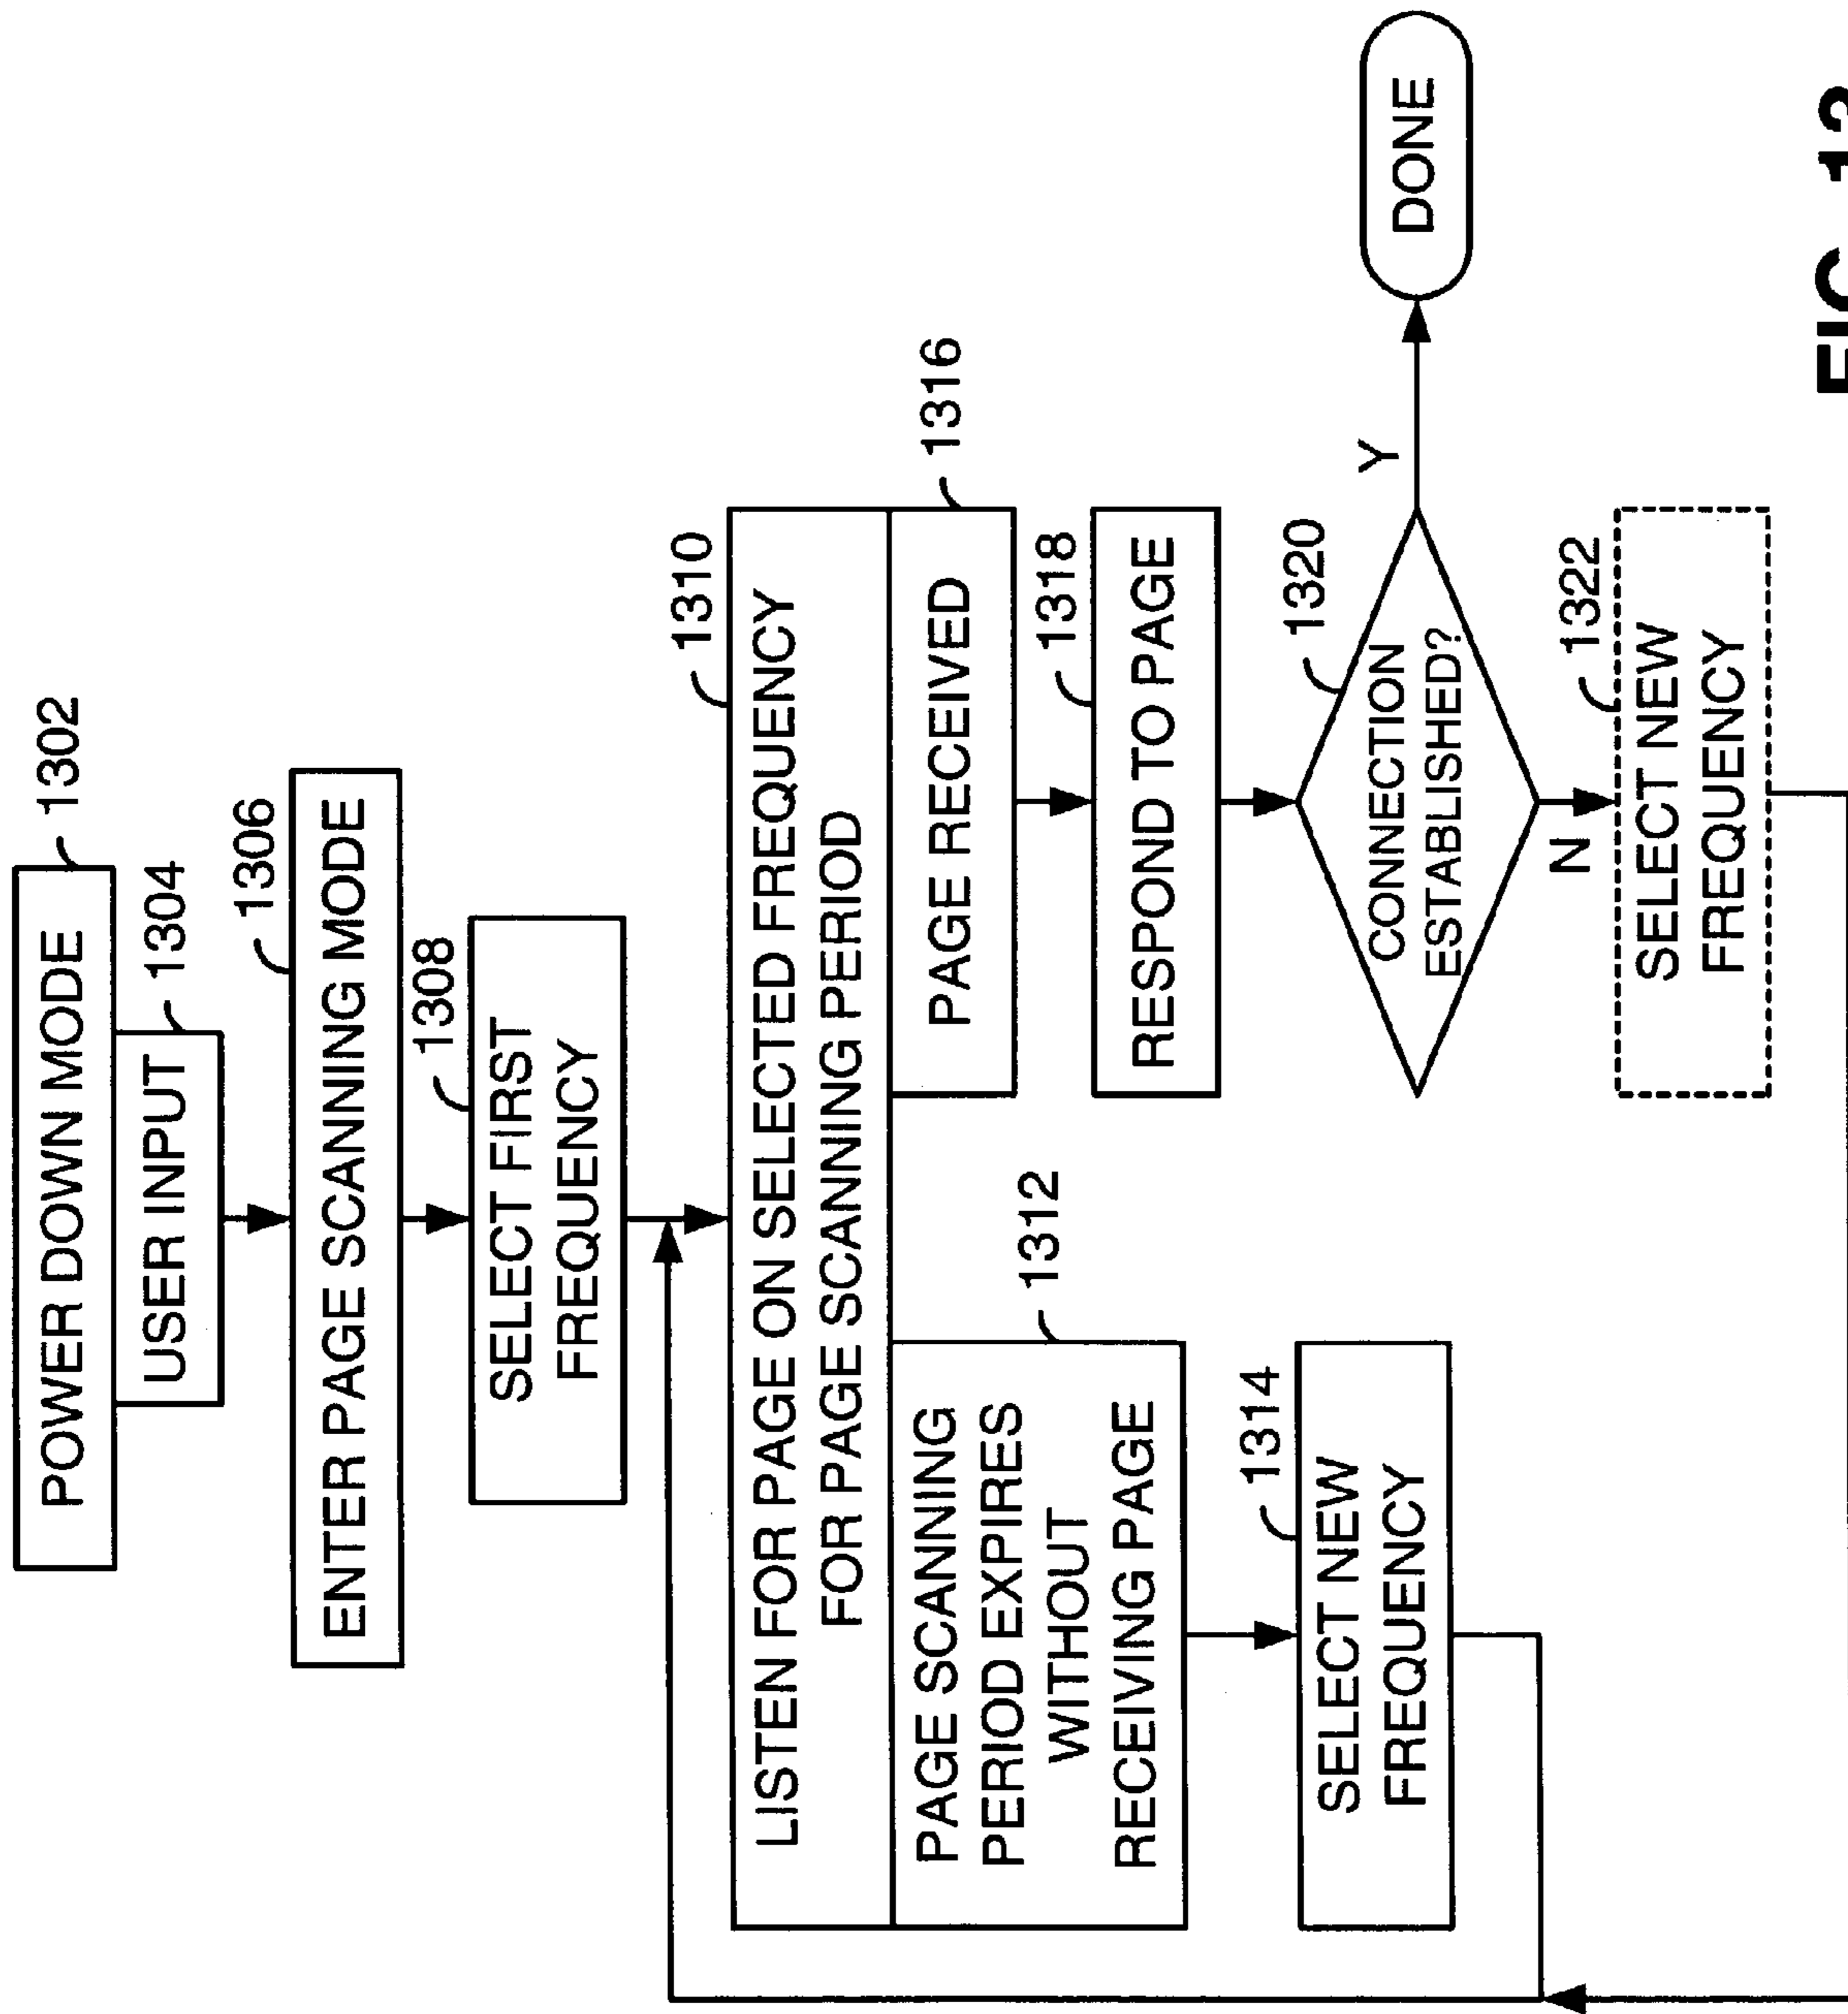 POWER DOWN MODE
1302
USER INPUT
1304
1306
ENTER PAGE SCANNING MODE
1308
SELECT FIRST
FREQUENCY
1310
LISTEN FOR PAGE ON SELECTED FREQUENCY
FOR PAGE SCANNING PERIOD
PAGE SCANNING
PERIOD EXPIRES
WITHOUT
RECEIVING PAGE
1312
1314
SELECT NEW
FREQUENCY
PAGE RECEIVED
1316
1318
RESPOND TO PAGE
1320
CONNECTION
ESTABLISHED?
Y
DONE
N
1322
SELECT NEW
FREQUENCY